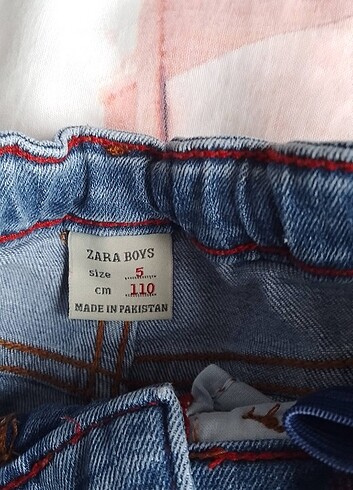 ZARA BOYS
size 5
cm 110
MADE IN PAKISTAN